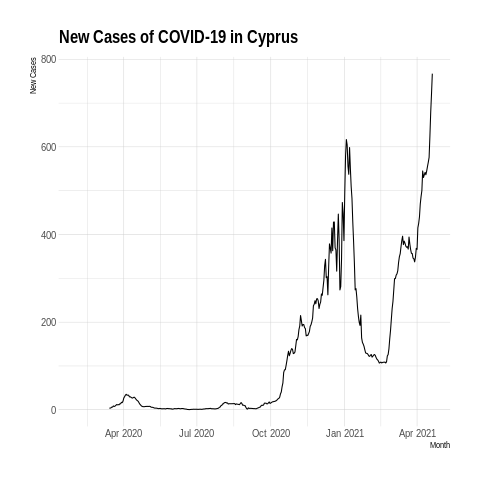 New Cases of COVID-19 in Cyprus
New Cases
800
600
400
200
0
Apr 2020
Jul 2020
Oct 2020
Jan 2021
Apr 2021
Month